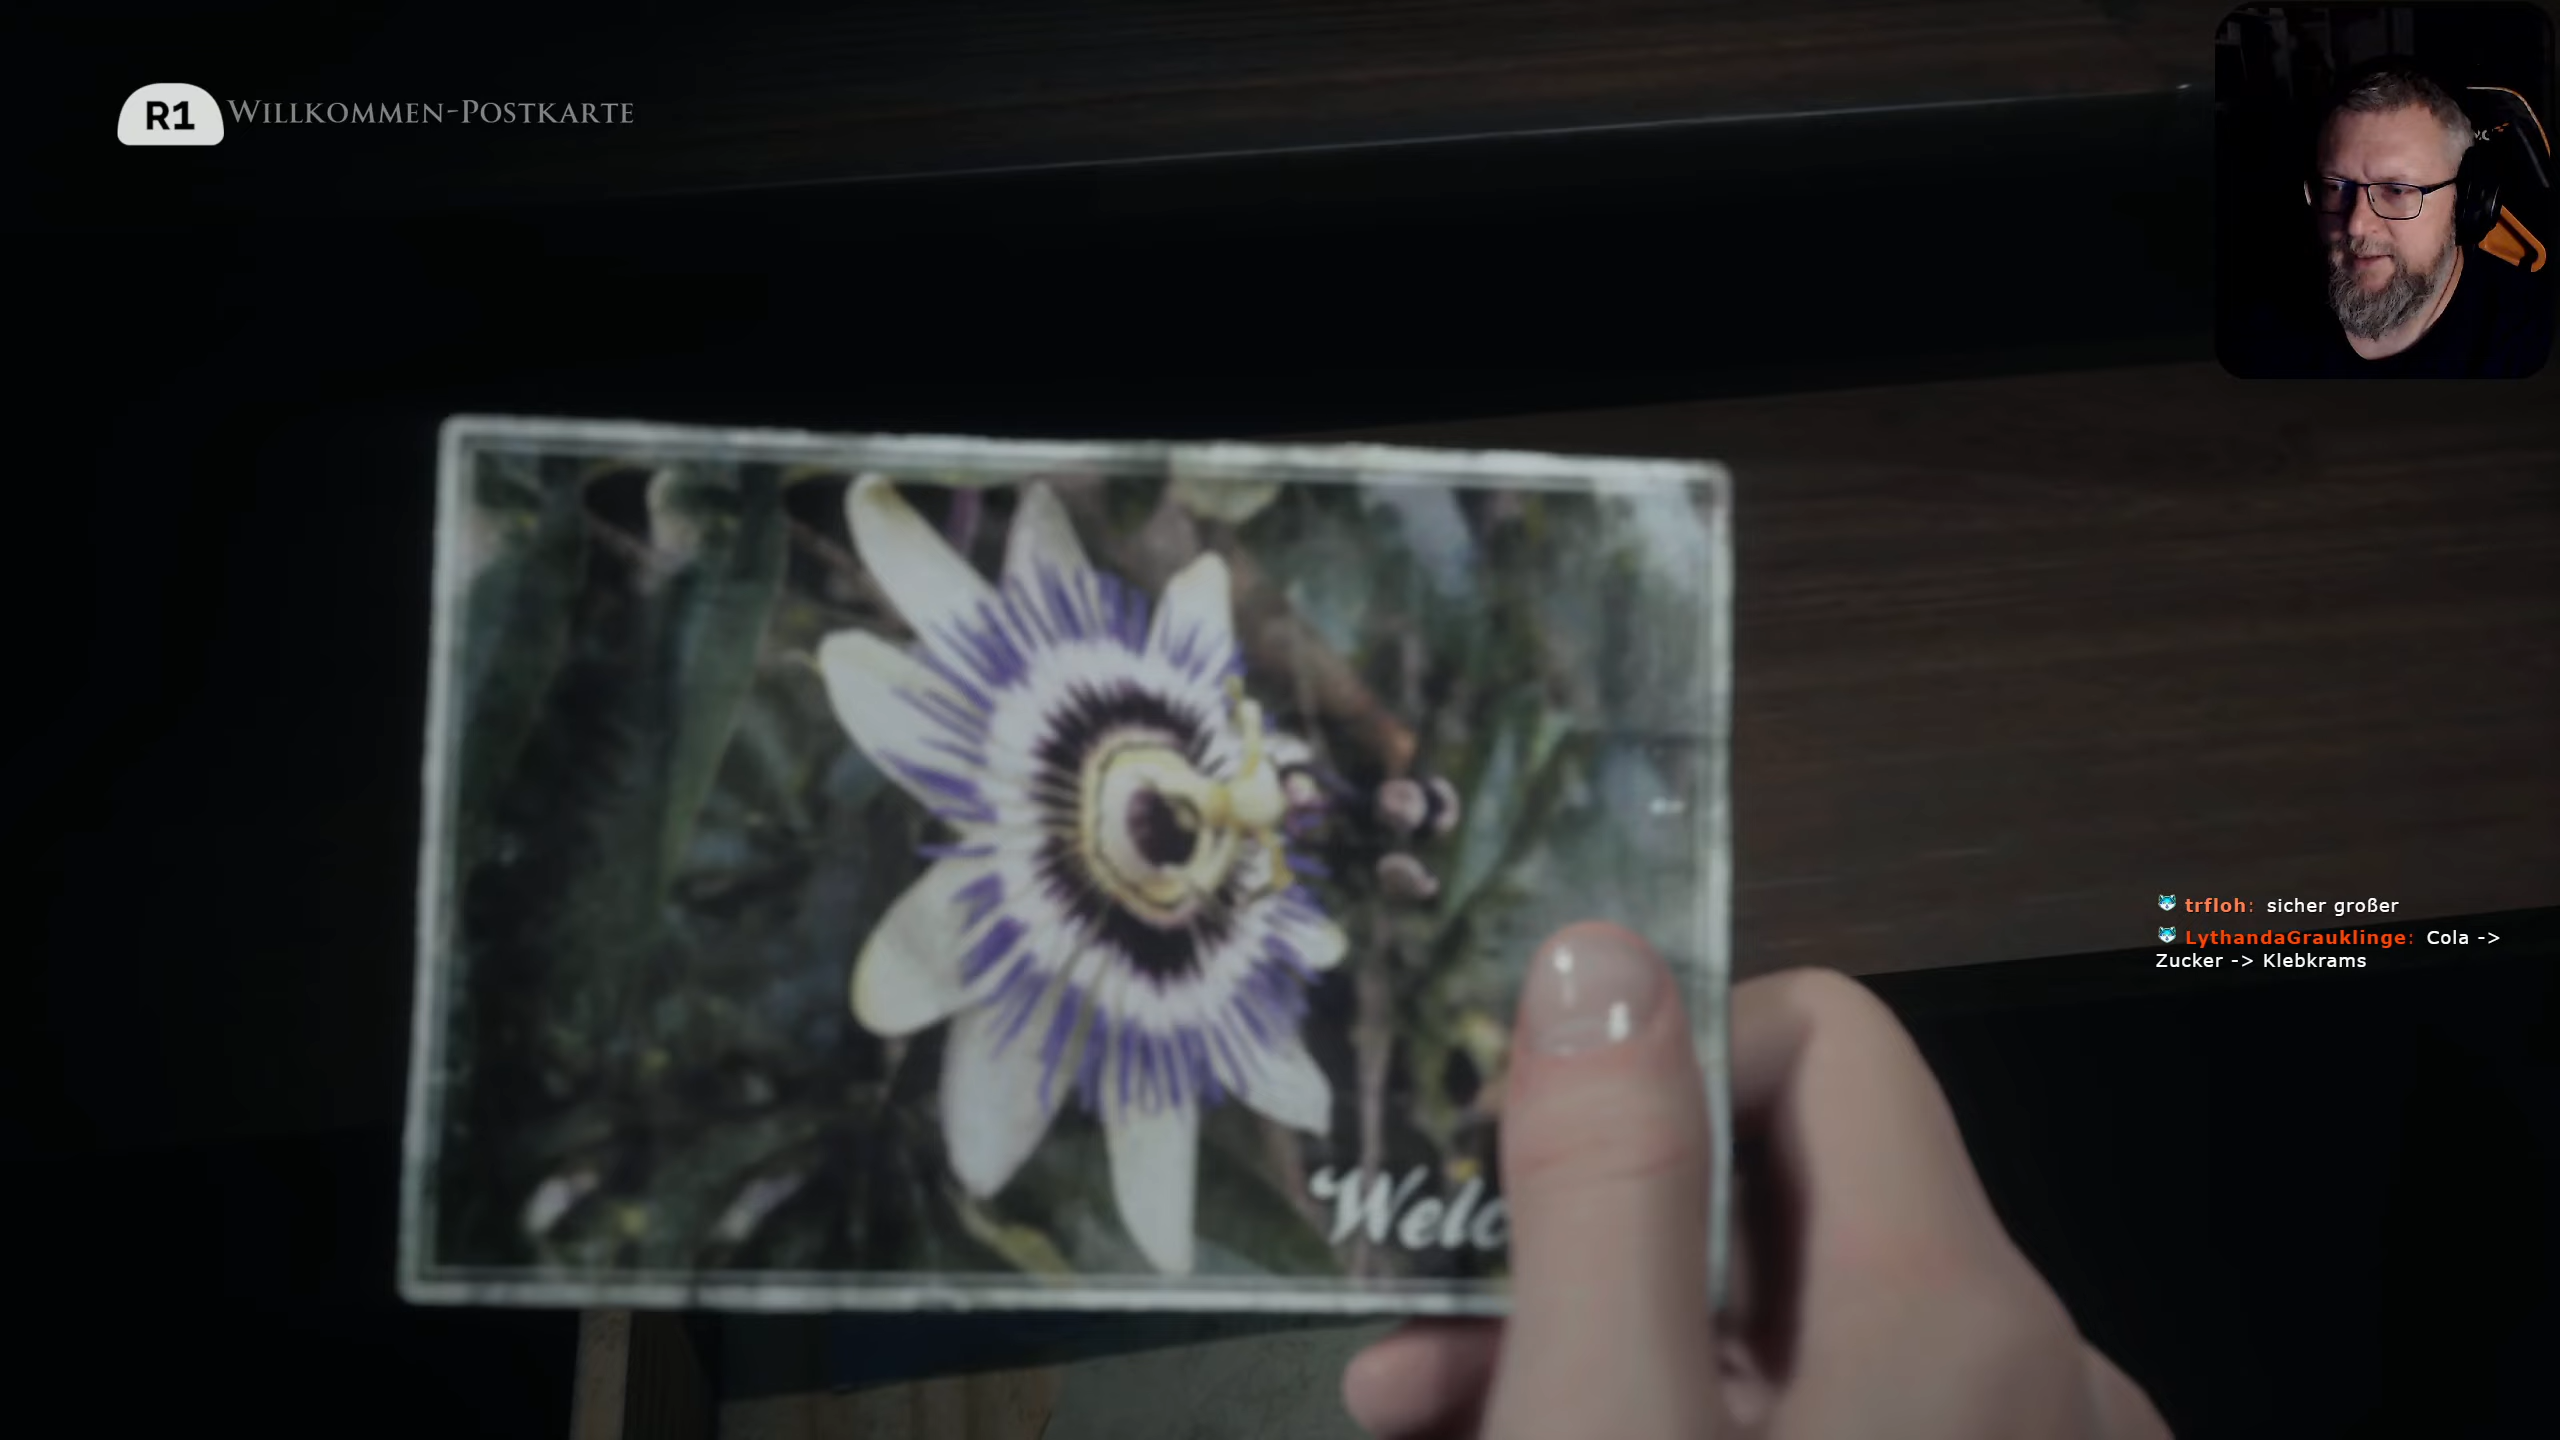 R1 WILLKOMMEN-POSTKARTE
Welc
trfloh: sicher großer
LythandaGrauklinge: Cola ->
Zucker -> Klebkrams